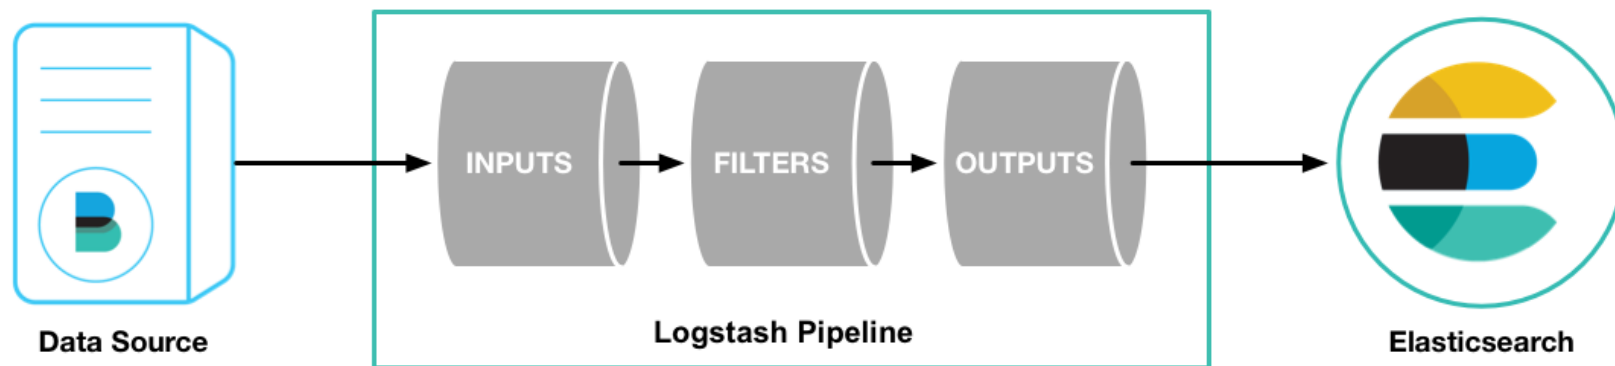 INPUTS
FILTERS
OUTPUTS
Data Source
Logstash Pipeline
Elasticsearch